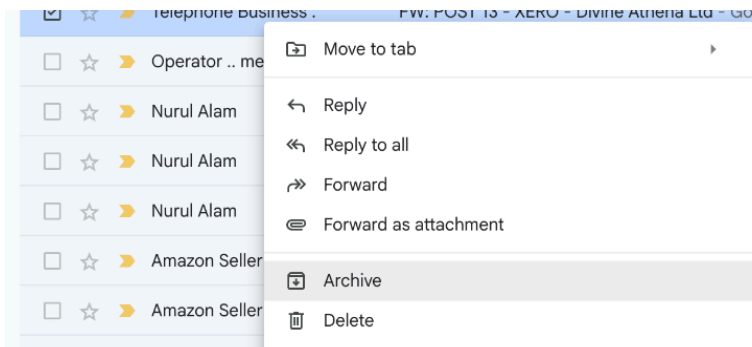 Telephone Business . FW: POST 13 - XERO - Divine Athena Ltd - Go
Move to tab
Operator .. me
Reply
Nurul Alam
Reply to all
Nurul Alam
Forward
Nurul Alam
Forward as attachment
Amazon Seller
Archive
Amazon Seller
Delete